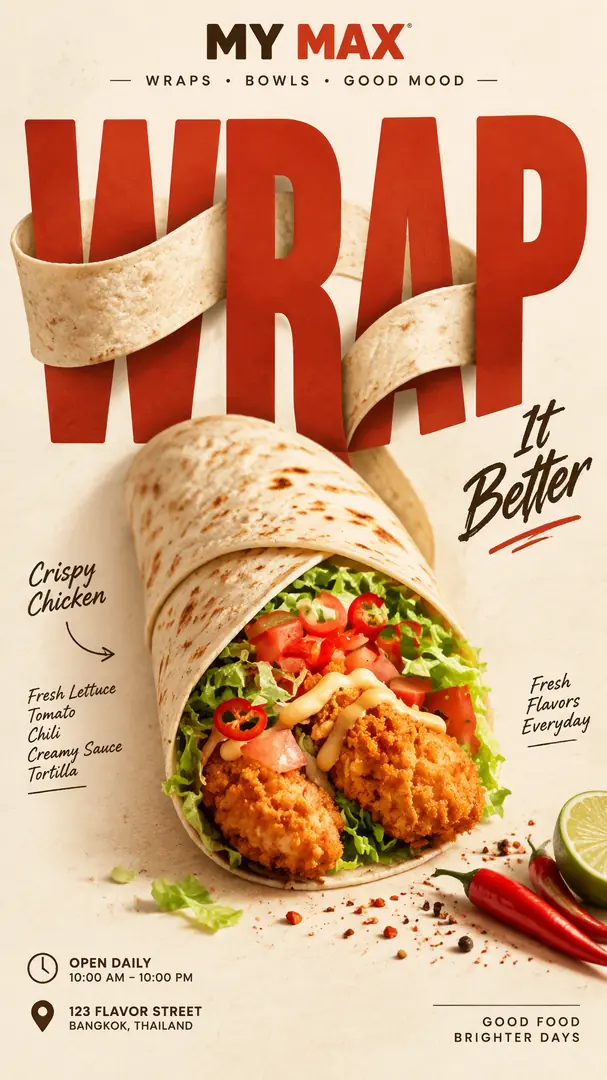 MY MAX®
WRAPS • BOWLS • GOOD MOOD
WRAP
It
Better
Crispy
Chicken
Fresh Lettuce
Tomato
Chili
Creamy Sauce
Tortilla
Fresh
Flavors
Everyday
OPEN DAILY
10:00 AM – 10:00 PM
123 FLAVOR STREET
BANGKOK, THAILAND
GOOD FOOD
BRIGHTER DAYS